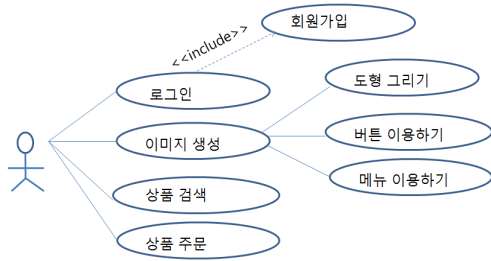 회원가입
<<include>>
로그인
도형 그리기
이미지 생성
버튼 이용하기
메뉴 이용하기
상품 검색
상품 주문